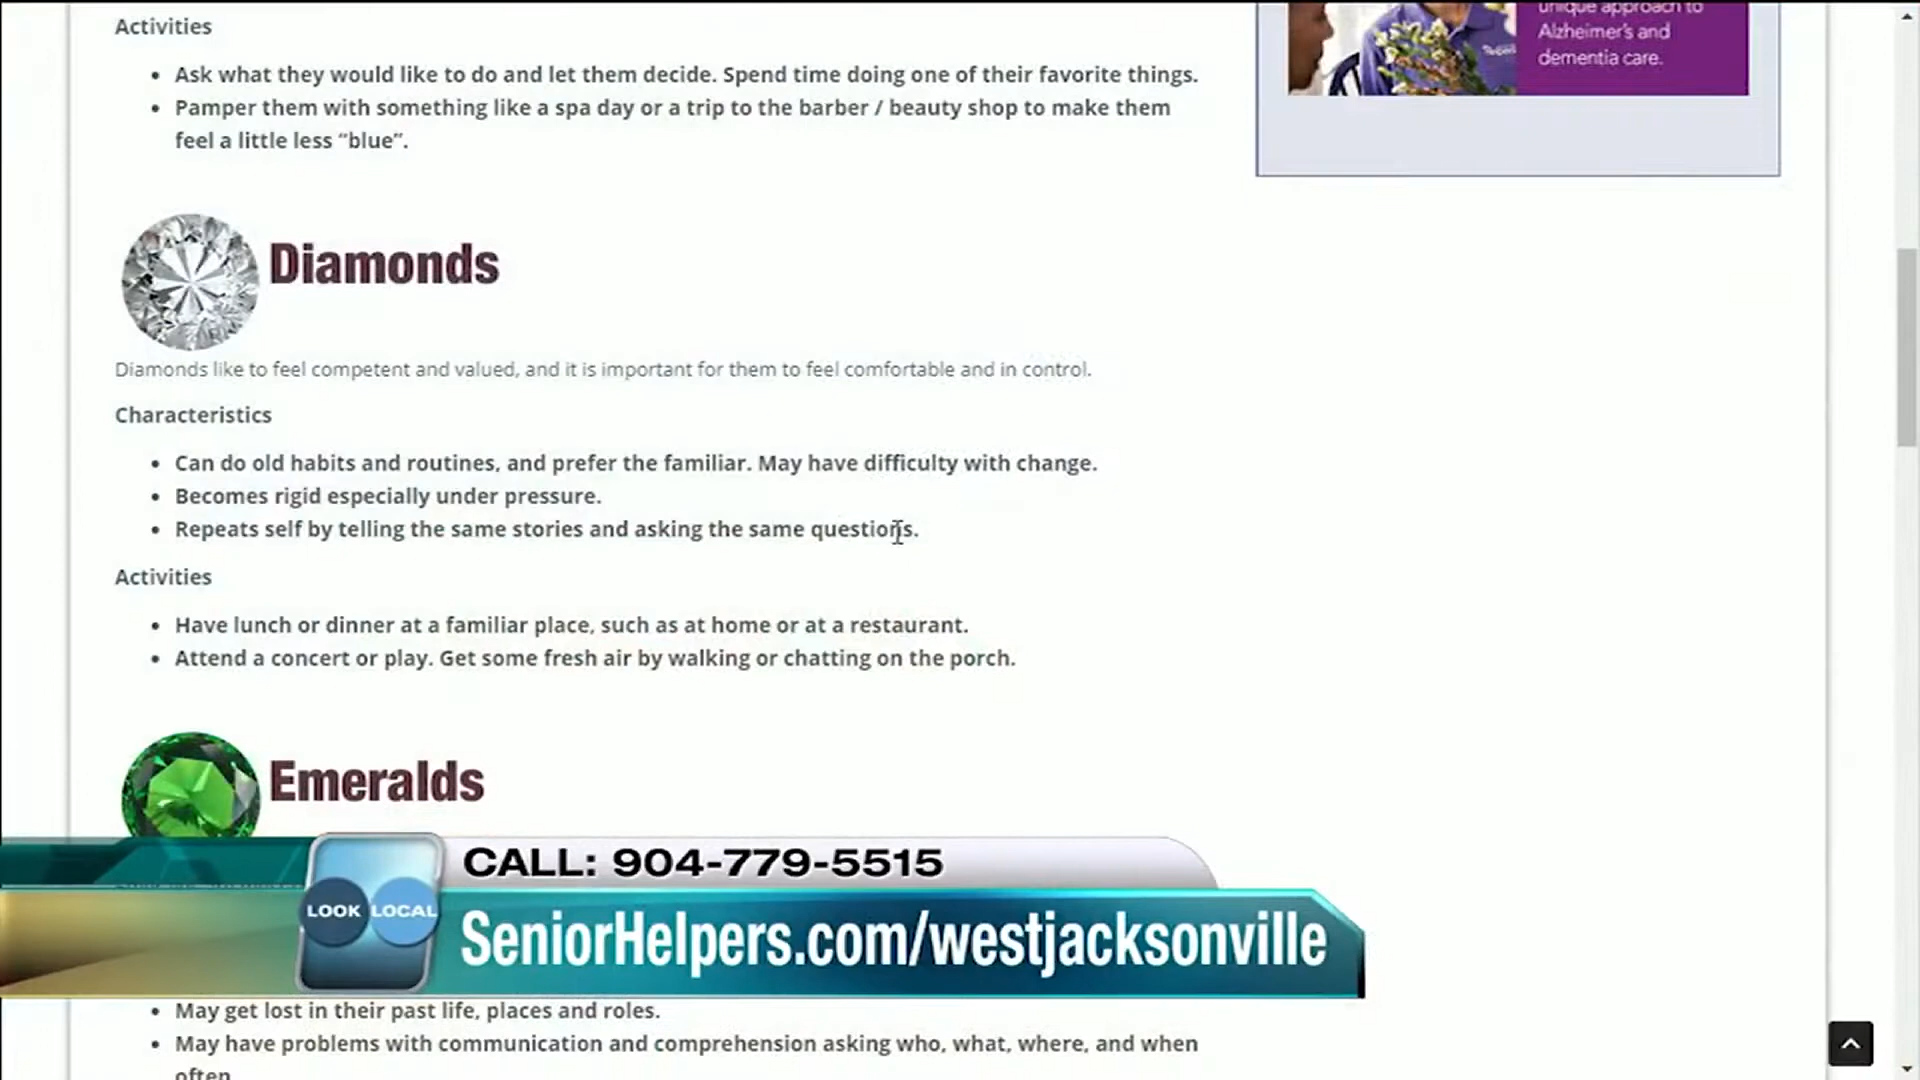 Activities
unique approach to
Alzheimer's and
dementia care.
• Ask what they would like to do and let them decide. Spend time doing one of their favorite things.
• Pamper them with something like a spa day or a trip to the barber / beauty shop to make them
feel a little less “blue”.
Diamonds
Diamonds like to feel competent and valued, and it is important for them to feel comfortable and in control.
Characteristics
• Can do old habits and routines, and prefer the familiar. May have difficulty with change.
• Becomes rigid especially under pressure.
• Repeats self by telling the same stories and asking the same questions.
Activities
• Have lunch or dinner at a familiar place, such as at home or at a restaurant.
• Attend a concert or play. Get some fresh air by walking or chatting on the porch.
Emeralds
CALL: 904-779-5515
LOOK LOCAL
SeniorHelpers.com/westjacksonville
• May get lost in their past life, places and roles.
• May have problems with communication and comprehension asking who, what, where, and when
often